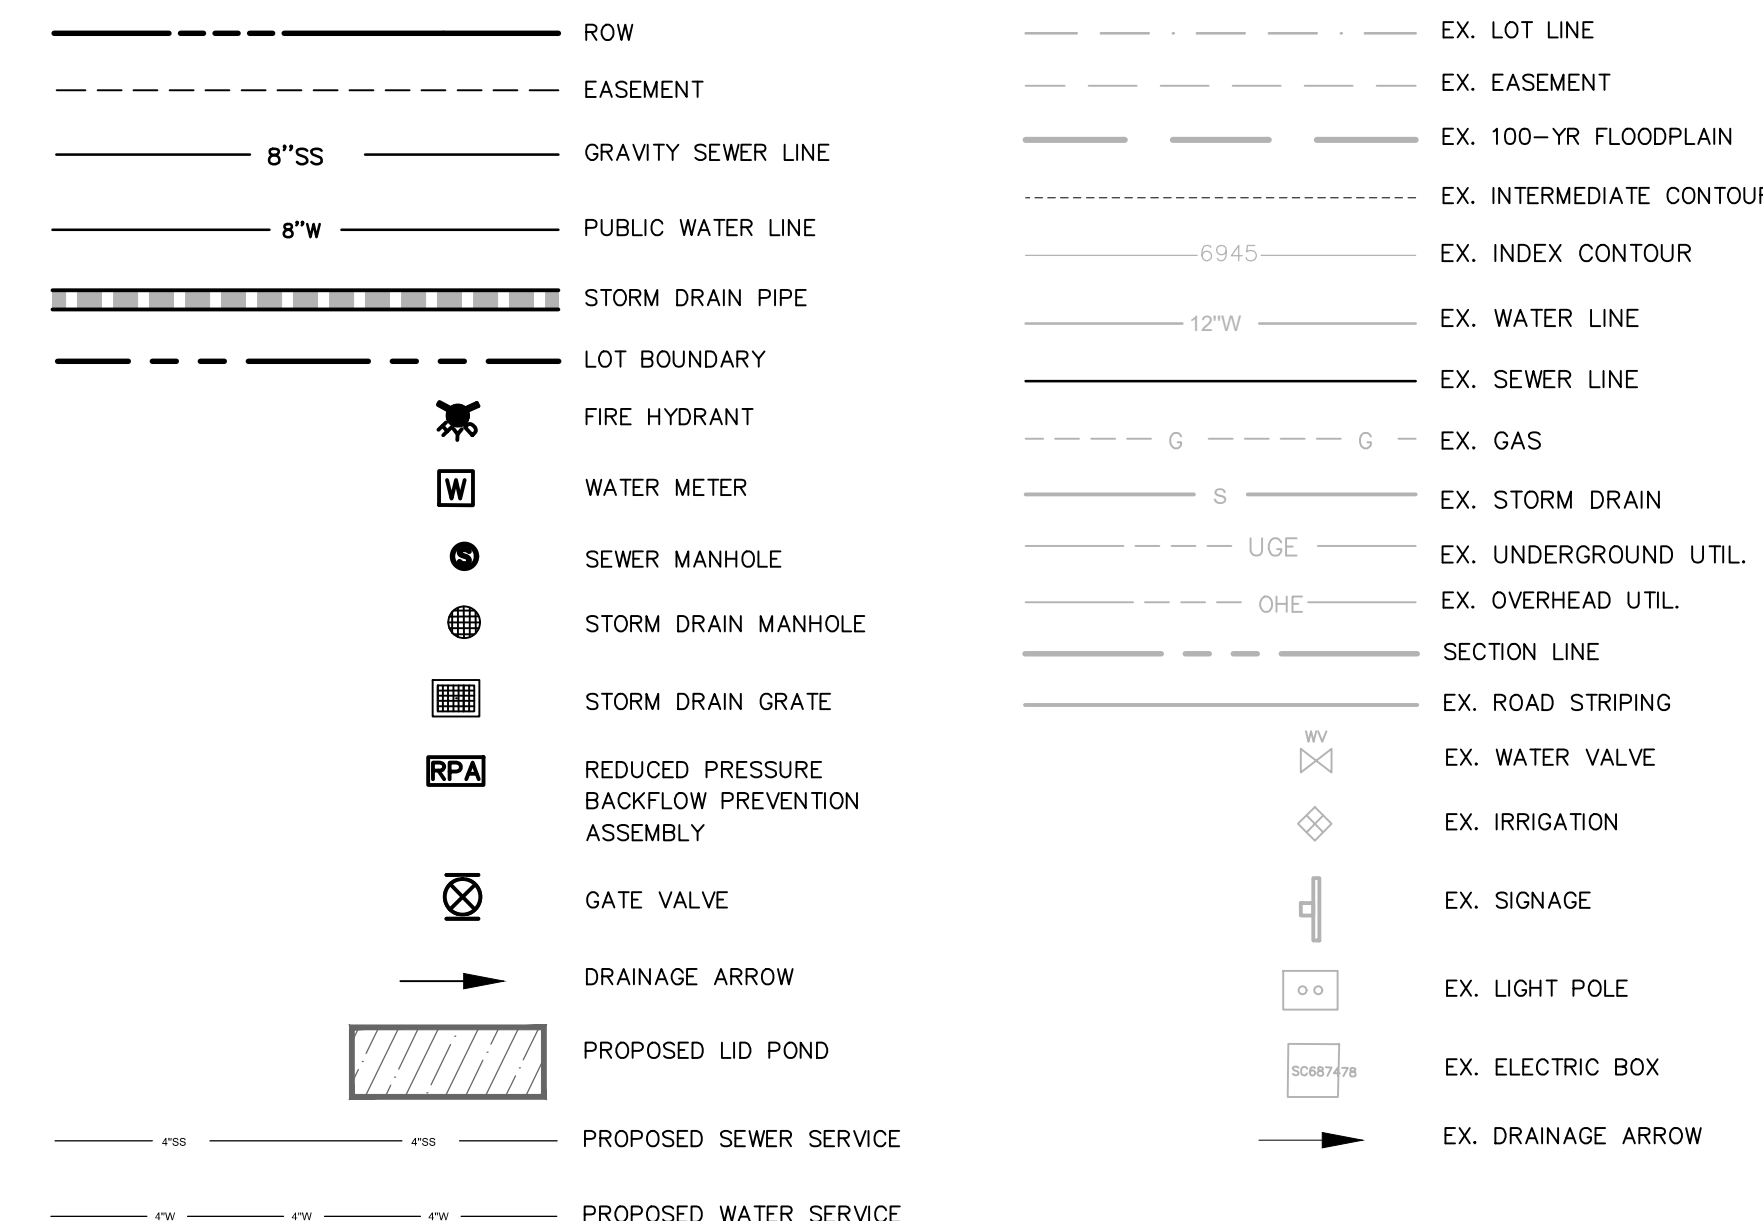 ROW
EASEMENT
8"SS GRAVITY SEWER LINE
8"W PUBLIC WATER LINE
STORM DRAIN PIPE
LOT BOUNDARY
FIRE HYDRANT
W WATER METER
S SEWER MANHOLE
STORM DRAIN MANHOLE
STORM DRAIN GRATE
RPA REDUCED PRESSURE
BACKFLOW PREVENTION
ASSEMBLY
GATE VALVE
DRAINAGE ARROW
PROPOSED LID POND
4"SS 4"SS PROPOSED SEWER SERVICE
4"W 4"W 4"W PROPOSED WATER SERVICE
EX. LOT LINE
EX. EASEMENT
EX. 100-YR FLOODPLAIN
EX. INTERMEDIATE CONTOUR
6945 EX. INDEX CONTOUR
12"W EX. WATER LINE
EX. SEWER LINE
G G EX. GAS
S EX. STORM DRAIN
UGE EX. UNDERGROUND UTIL.
OHE EX. OVERHEAD UTIL.
SECTION LINE
EX. ROAD STRIPING
WV
EX. WATER VALVE
EX. IRRIGATION
EX. SIGNAGE
EX. LIGHT POLE
SC687478 EX. ELECTRIC BOX
EX. DRAINAGE ARROW